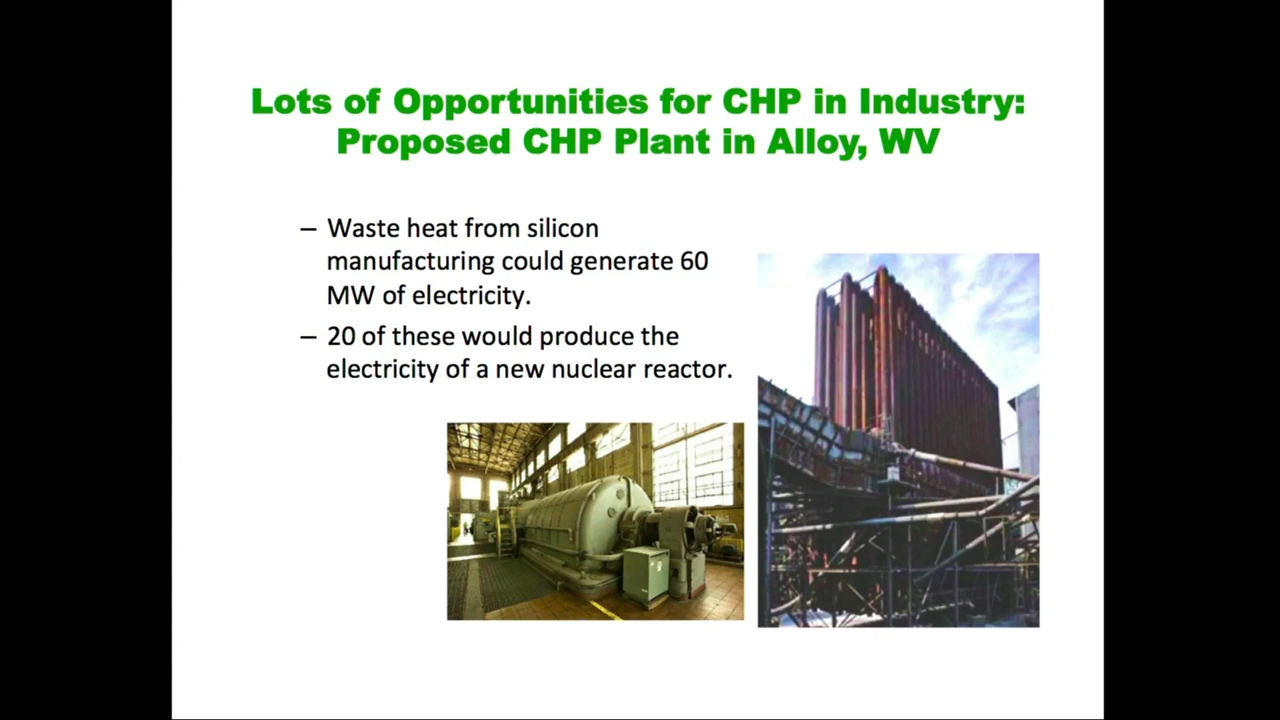 Lots of Opportunities for CHP in Industry:
Proposed CHP Plant in Alloy, WV
– Waste heat from silicon
manufacturing could generate 60
MW of electricity.
– 20 of these would produce the
electricity of a new nuclear reactor.